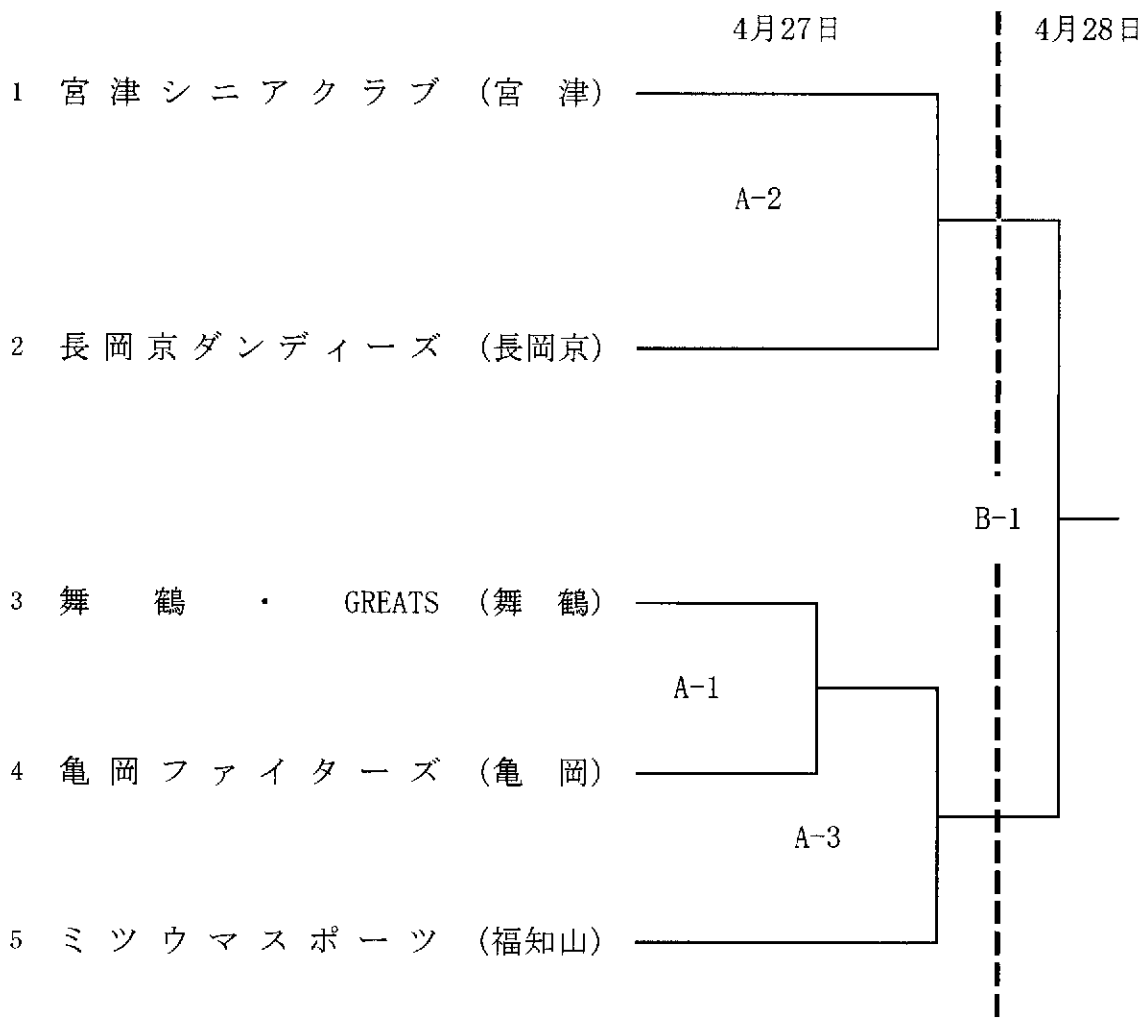 4月27日 4月28日
1 宮津シニアクラブ (宮 津)
A-2
2 長岡京ダンディーズ (長岡京)
B-1
3 舞鶴・GREATS (舞 鶴)
A-1
4 亀岡ファイターズ (亀 岡)
A-3
5 ミツウマスポーツ (福知山)